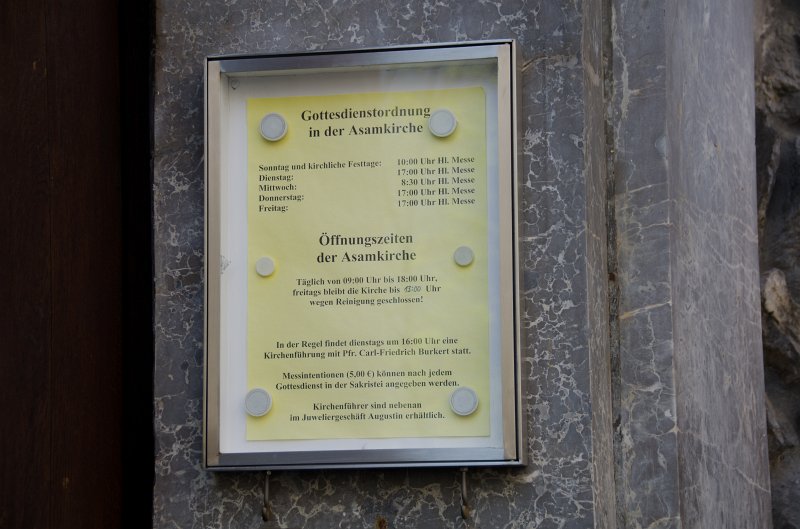 Gottesdienstordnung
in der Asamkirche
Sonntag und kirchliche Festtage: 10:00 Uhr Hl. Messe
Dienstag: 17:00 Uhr Hl. Messe
Mittwoch: 8:30 Uhr Hl. Messe
Donnerstag: 17:00 Uhr Hl. Messe
Freitag: 17:00 Uhr Hl. Messe
Öffnungszeiten
der Asamkirche
Täglich von 09:00 Uhr bis 18:00 Uhr,
freitags bleibt die Kirche bis 13:00 Uhr
wegen Reinigung geschlossen!
In der Regel findet dienstags um 16:00 Uhr eine
Kirchenführung mit Pfr. Carl-Friedrich Burkert statt.
Messintentionen (5,00 €) können nach jedem
Gottesdienst in der Sakristei angegeben werden.
Kirchenführer sind nebenan
im Juweliergeschäft Augustin erhältlich.